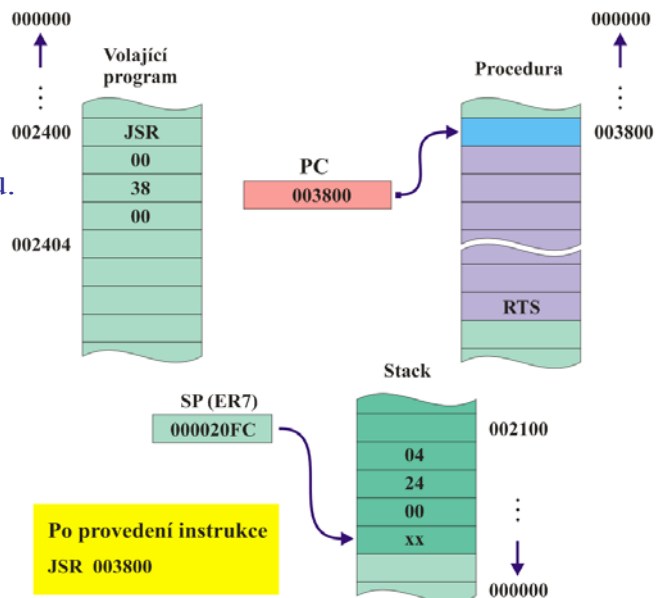 000000
Volající
program
⋮
002400
JSR
00
38
00
002404
u.
PC
003800
000000
Procedura
⋮
003800
RTS
Stack
SP (ER7)
000020FC
002100
04
24
00
xx
⋮
000000
Po provedení instrukce
JSR 003800